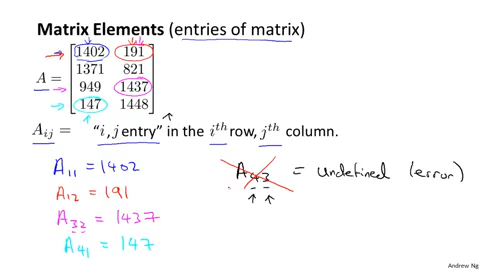 Matrix Elements (entries of matrix)
A = [1402 191
1371 821
949 1437
147 1448]
A_ij = "i, j entry" in the i^th row, j^th column.
A_11 = 1402
A_12 = 191
A_32 = 1437
A_41 = 147
A_43 = undefined (error)
Andrew Ng